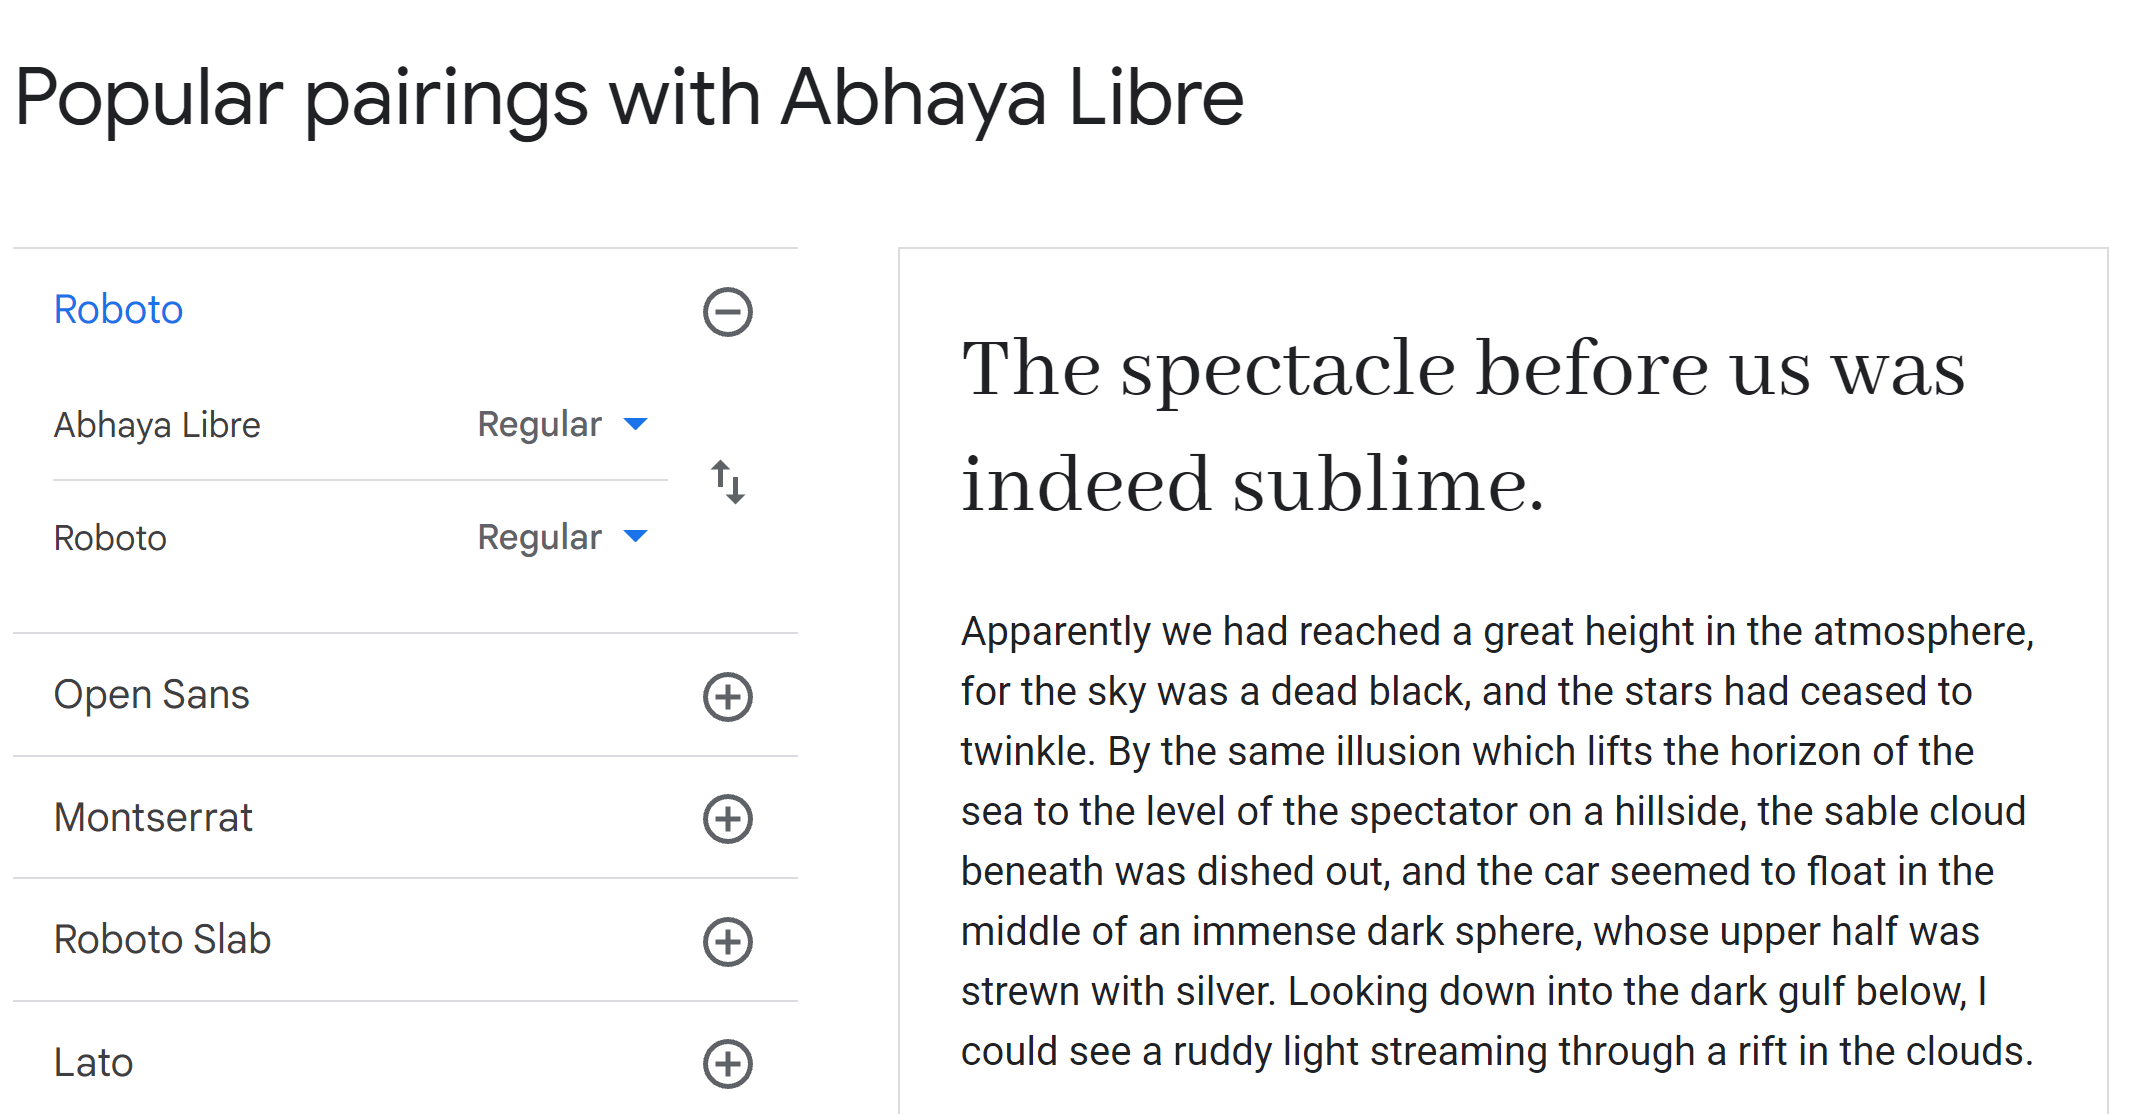 Popular pairings with Abhaya Libre
Roboto
Abhaya Libre Regular
Roboto Regular
Open Sans
Montserrat
Roboto Slab
Lato
The spectacle before us was
indeed sublime.
Apparently we had reached a great height in the atmosphere,
for the sky was a dead black, and the stars had ceased to
twinkle. By the same illusion which lifts the horizon of the
sea to the level of the spectator on a hillside, the sable cloud
beneath was dished out, and the car seemed to float in the
middle of an immense dark sphere, whose upper half was
strewn with silver. Looking down into the dark gulf below, I
could see a ruddy light streaming through a rift in the clouds.